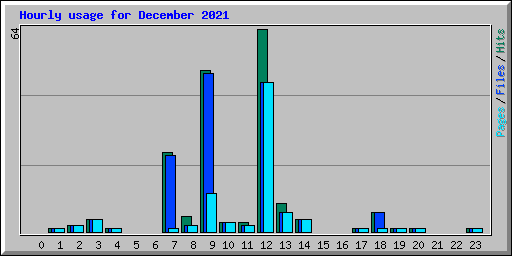 Hourly usage for December 2021
64
Pages/Files/Hits
0 1 2 3 4 5 6 7 8 9 10 11 12 13 14 15 16 17 18 19 20 21 22 23